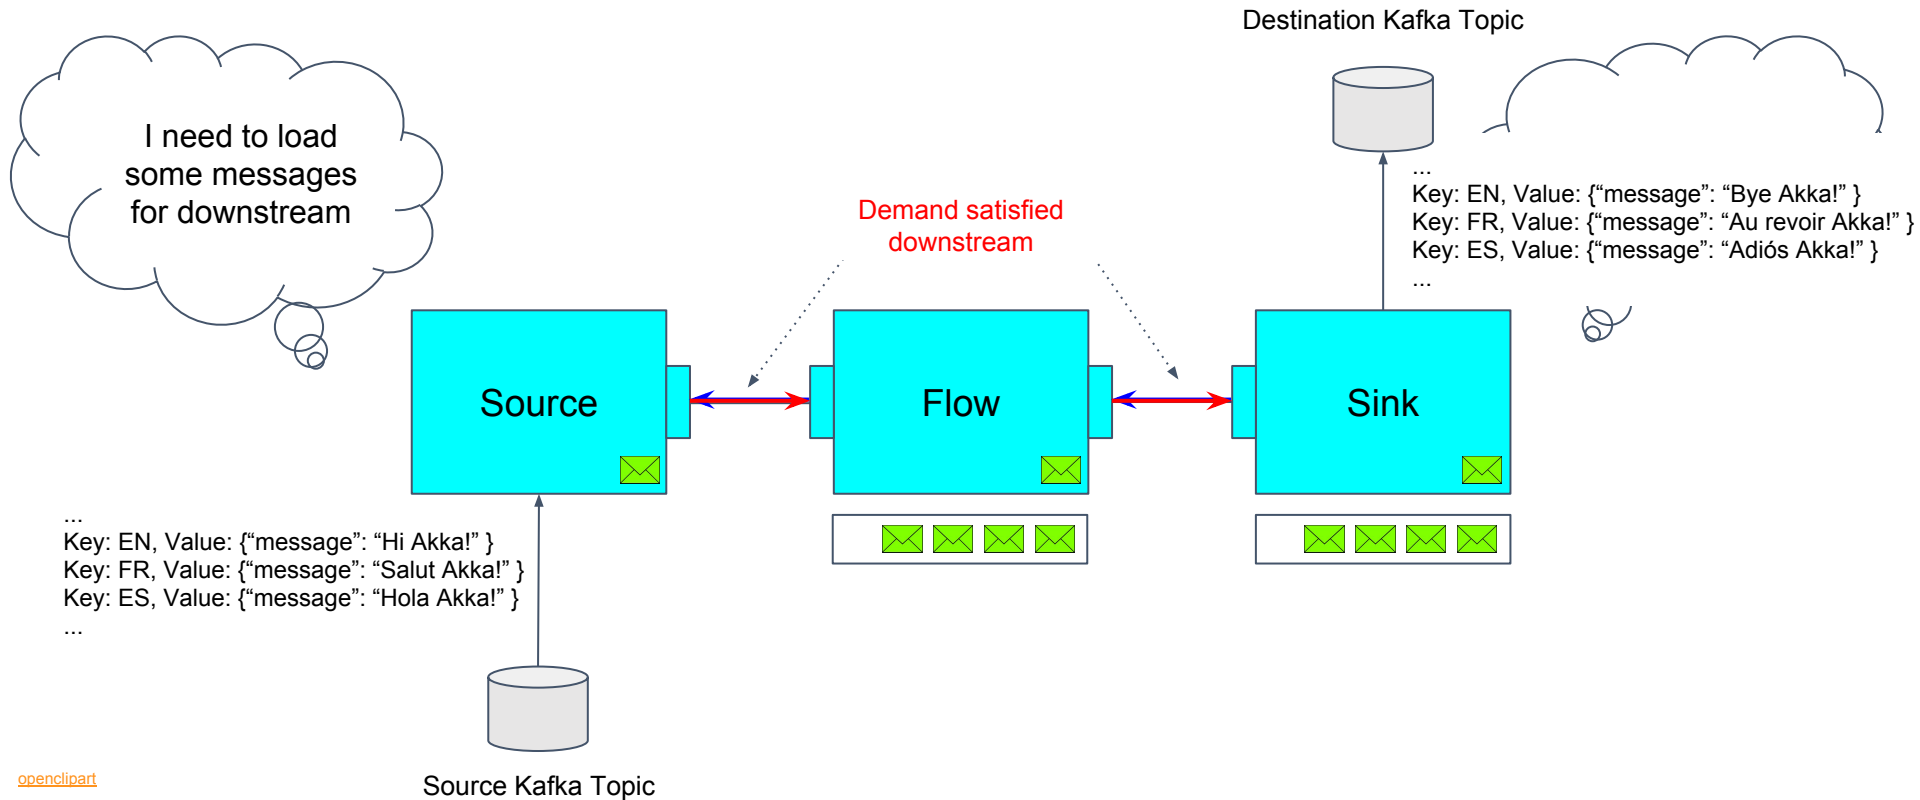 Destination Kafka Topic
I need to load
some messages
for downstream
...
Key: EN, Value: {“message”: “Bye Akka!” }
Key: FR, Value: {“message”: “Au revoir Akka!” }
Key: ES, Value: {“message”: “Adiós Akka!” }
...
Demand satisfied
downstream
Source
Flow
Sink
...
Key: EN, Value: {“message”: “Hi Akka!” }
Key: FR, Value: {“message”: “Salut Akka!” }
Key: ES, Value: {“message”: “Hola Akka!” }
...
Source Kafka Topic
openclipart